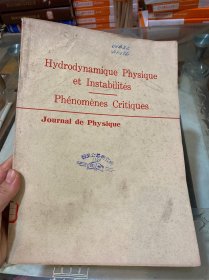 Hydrodynamique Physique
et Instabilités
Phénomènes Critiques
Journal de Physique